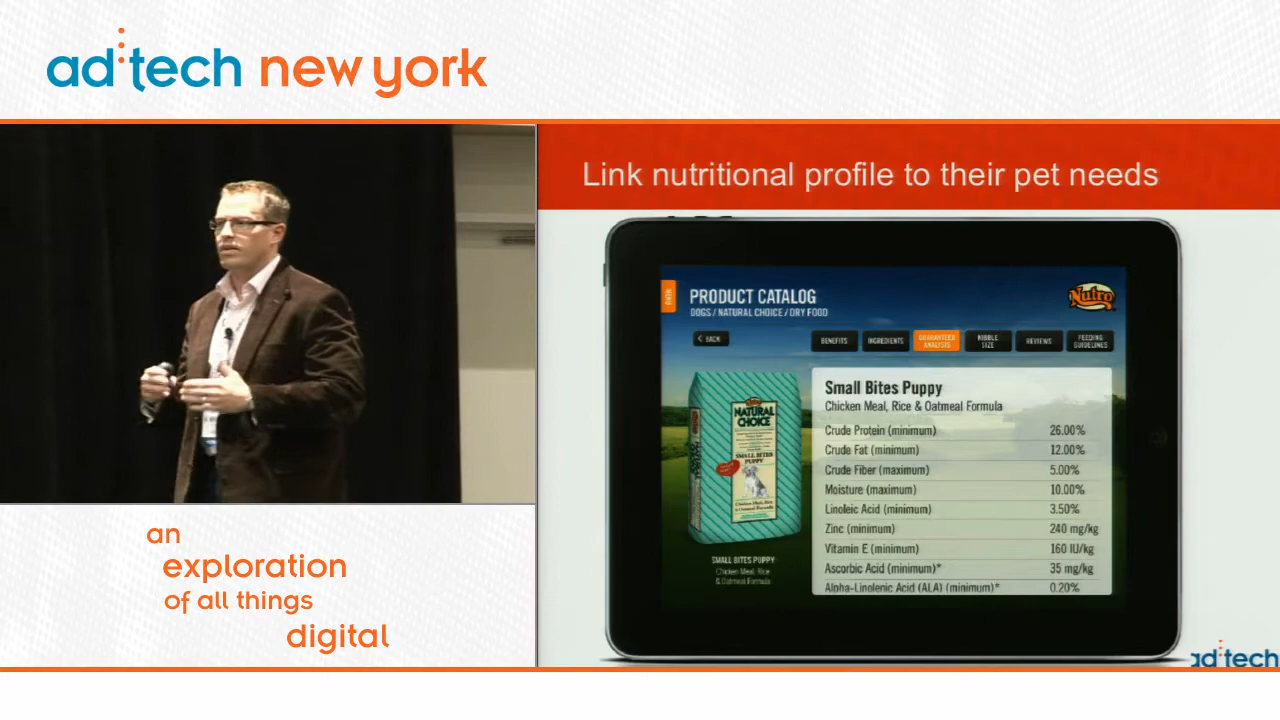 ad:tech new york
Link nutritional profile to their pet needs
PRODUCT CATALOG
DOGS / NATURAL CHOICE / DRY FOOD
Nutro
BACK
BENEFITS
INGREDIENTS
GUARANTEED
ANALYSIS
KIBBLE
SIZE
REVIEWS
FEEDING
GUIDELINES
NATURAL
CHOICE
SMALL BITES
PUPPY
Chicken Meal, Rice
& Oatmeal Formula
SMALL BITES PUPPY
Chicken Meal, Rice
& Oatmeal Formula
Small Bites Puppy
Chicken Meal, Rice & Oatmeal Formula
Crude Protein (minimum) 26.00%
Crude Fat (minimum) 12.00%
Crude Fiber (maximum) 5.00%
Moisture (maximum) 10.00%
Linoleic Acid (minimum) 3.50%
Zinc (minimum) 240 mg/kg
Vitamin E (minimum) 160 IU/kg
Ascorbic Acid (minimum)* 35 mg/kg
Alpha-Linolenic Acid (ALA) (minimum)* 0.20%
an
exploration
of all things
digital
ad:tech